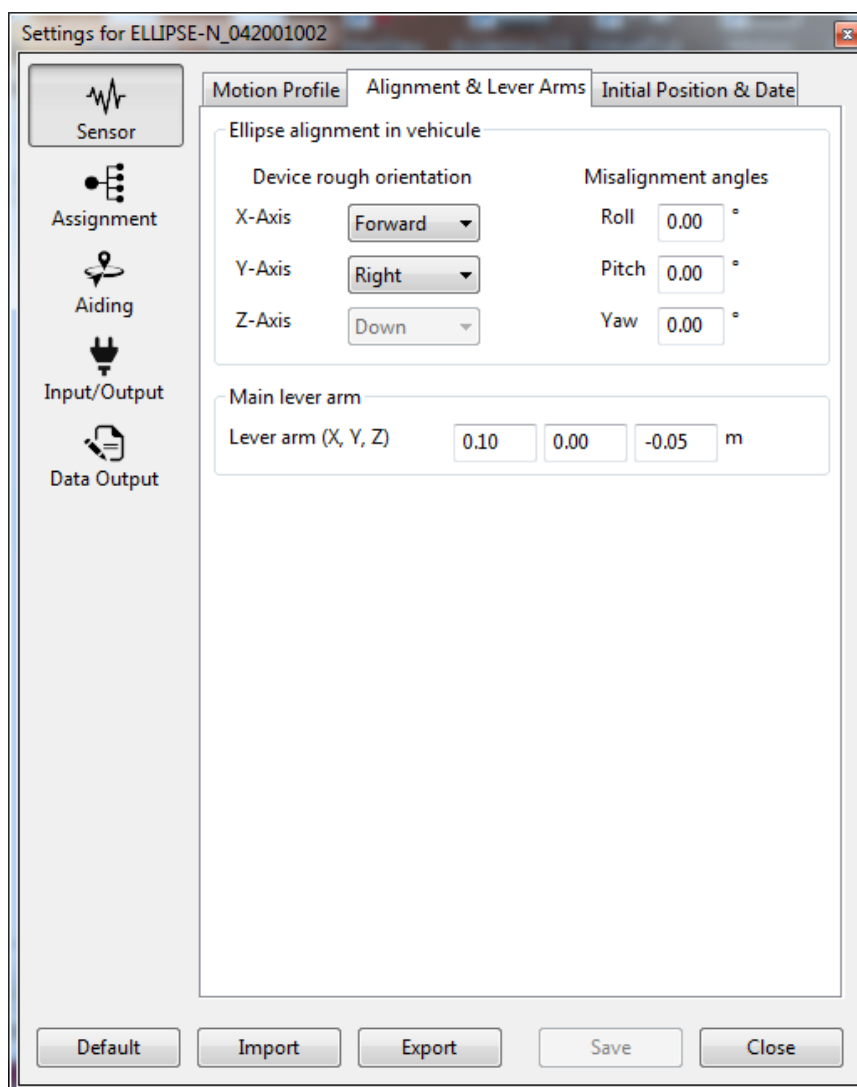 Settings for ELLIPSE-N_042001002
Sensor
Assignment
Aiding
Input/Output
Data Output
Motion Profile Alignment & Lever Arms Initial Position & Date
Ellipse alignment in vehicule
Device rough orientation Misalignment angles
X-Axis Forward Roll 0.00 °
Y-Axis Right Pitch 0.00 °
Z-Axis Down Yaw 0.00 °
Main lever arm
Lever arm (X, Y, Z) 0.10 0.00 -0.05 m
Default Import Export Save Close